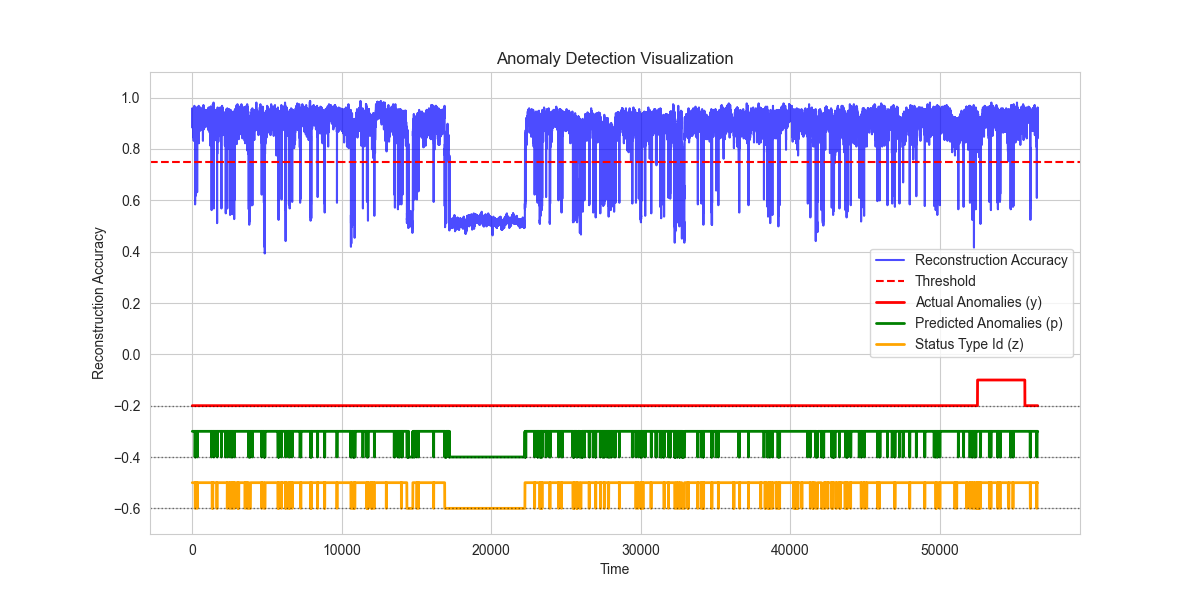 Anomaly Detection Visualization
Reconstruction Accuracy
1.0
0.8
0.6
0.4
0.2
0.0
−0.2
−0.4
−0.6
Reconstruction Accuracy
Threshold
Actual Anomalies (y)
Predicted Anomalies (p)
Status Type Id (z)
0 10000 20000 30000 40000 50000
Time